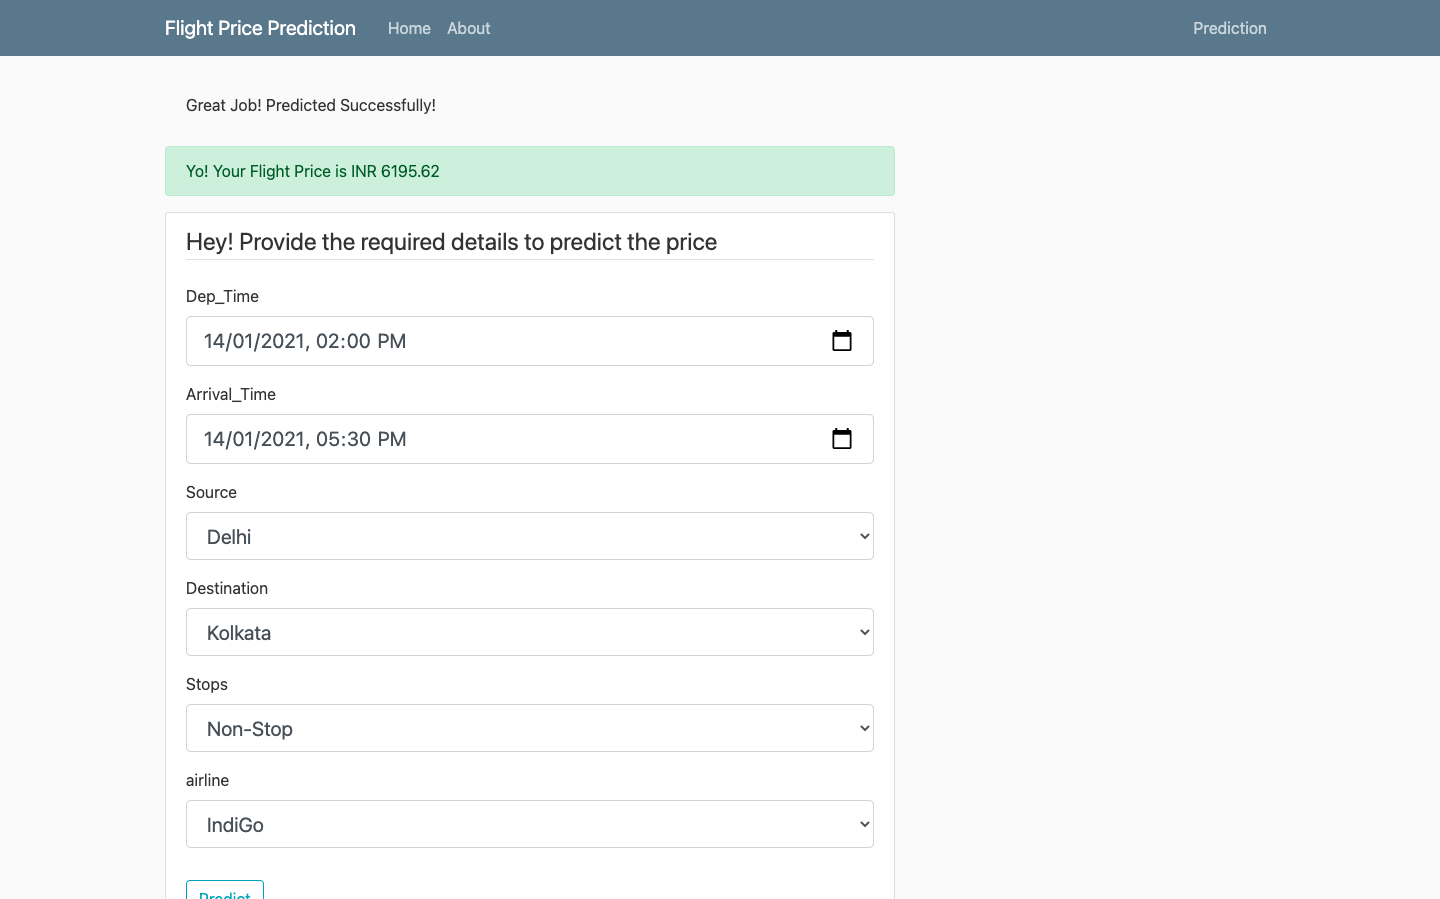 Flight Price Prediction Home About Prediction
Great Job! Predicted Successfully!
Yo! Your Flight Price is INR 6195.62
Hey! Provide the required details to predict the price
Dep_Time
14/01/2021, 02:00 PM
Arrival_Time
14/01/2021, 05:30 PM
Source
Delhi
Destination
Kolkata
Stops
Non-Stop
airline
IndiGo
Predict